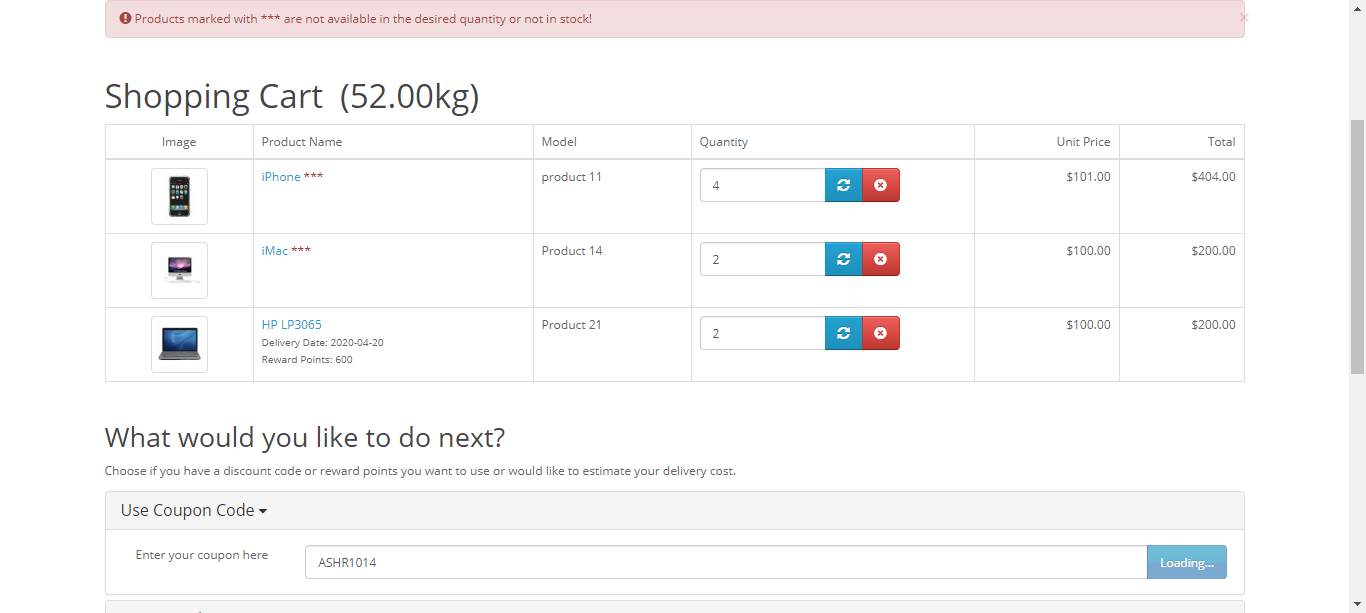 Products marked with *** are not available in the desired quantity or not in stock!
×
Shopping Cart (52.00kg)
Image Product Name Model Quantity Unit Price Total
iPhone *** product 11 4 $101.00 $404.00
iMac *** Product 14 2 $100.00 $200.00
HP LP3065 Product 21 2 $100.00 $200.00
Delivery Date: 2020-04-20
Reward Points: 600
What would you like to do next?
Choose if you have a discount code or reward points you want to use or would like to estimate your delivery cost.
Use Coupon Code
Enter your coupon here ASHR1014 Loading...